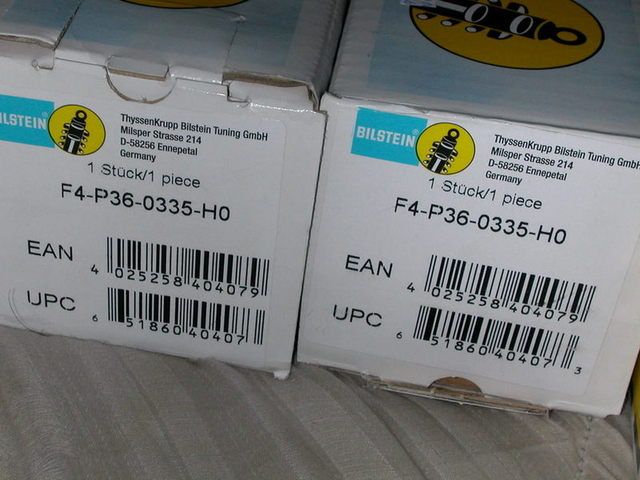 BILSTEIN
ThyssenKrupp Bilstein Tuning GmbH
Milsper Strasse 214
D-58256 Ennepetal
Germany
1 Stück/1 piece
F4-P36-0335-H0
EAN
4 025258 404079
UPC
6 51860 40407
BILSTEIN
ThyssenKrupp Bilstein Tuning GmbH
Milsper Strasse 214
D-58256 Ennepetal
Germany
1 Stück/1 piece
F4-P36-0335-H0
EAN
4 025258 404079
UPC
6 51860 40407 3